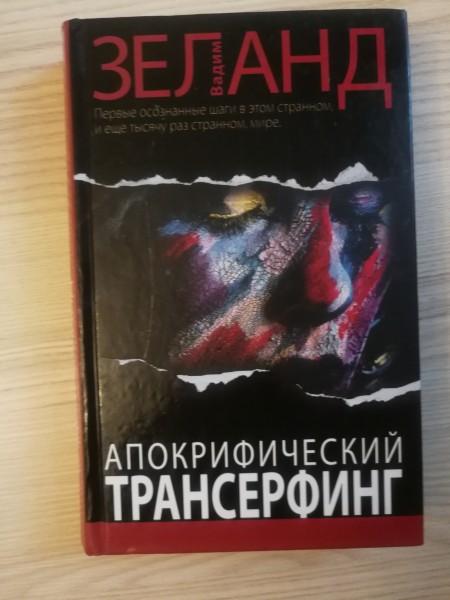 ЗЕЛАНД
Вадим
Первые осознанные шаги в этом странном,
и еще тысячу раз странном, мире.
АПОКРИФИЧЕСКИЙ
ТРАНСЕРФИНГ